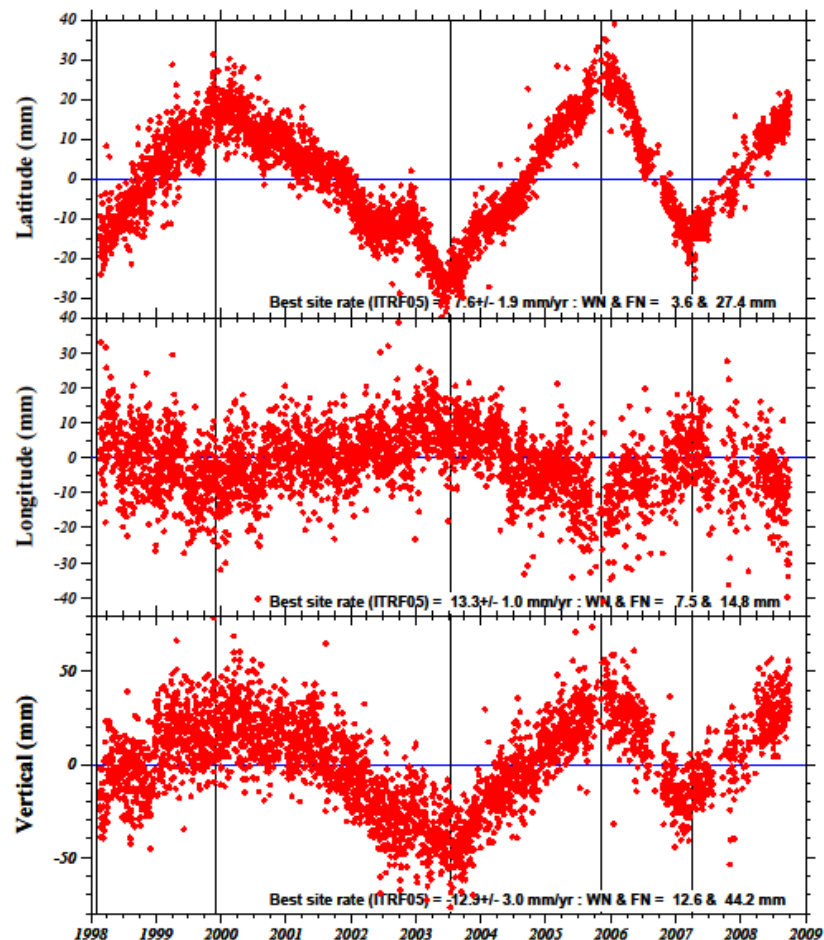 40
30
20
10
0
-10
-20
-30
Latitude (mm)
Best site rate (ITRF05) = 7.6+/- 1.9 mm/yr : WN & FN = 3.6 & 27.4 mm
40
30
20
10
0
-10
-20
-30
-40
Longitude (mm)
Best site rate (ITRF05) = 13.3+/- 1.0 mm/yr : WN & FN = 7.5 & 14.8 mm
50
0
-50
Vertical (mm)
Best site rate (ITRF05) = -12.9+/- 3.0 mm/yr : WN & FN = 12.6 & 44.2 mm
1998 1999 2000 2001 2002 2003 2004 2005 2006 2007 2008 2009